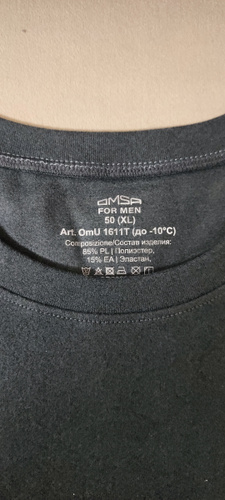 OMSA
FOR MEN
50 (XL)
Art. OmU 1611T (до -10°C)
Composizione/Состав изделия:
85% PL | Полиэстер,
15% EA | Эластан,